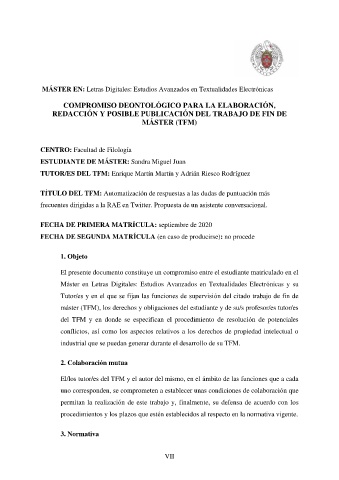 MÁSTER EN: Letras Digitales: Estudios Avanzados en Textualidades Electrónicas
COMPROMISO DEONTOLÓGICO PARA LA ELABORACIÓN,
REDACCIÓN Y POSIBLE PUBLICACIÓN DEL TRABAJO DE FIN DE
MÁSTER (TFM)
CENTRO: Facultad de Filología
ESTUDIANTE DE MÁSTER: Sandra Miguel Juan
TUTOR/ES DEL TFM: Enrique Martín Martín y Adrián Riesco Rodríguez
TÍTULO DEL TFM: Automatización de respuestas a las dudas de puntuación más
frecuentes dirigidas a la RAE en Twitter. Propuesta de un asistente conversacional.
FECHA DE PRIMERA MATRÍCULA: septiembre de 2020
FECHA DE SEGUNDA MATRÍCULA (en caso de producirse): no procede
1. Objeto
El presente documento constituye un compromiso entre el estudiante matriculado en el
Máster en Letras Digitales: Estudios Avanzados en Textualidades Electrónicas y su
Tutor/es y en el que se fijan las funciones de supervisión del citado trabajo de fin de
máster (TFM), los derechos y obligaciones del estudiante y de su/s profesor/es tutor/es
del TFM y en donde se especifican el procedimiento de resolución de potenciales
conflictos, así como los aspectos relativos a los derechos de propiedad intelectual o
industrial que se puedan generar durante el desarrollo de su TFM.
2. Colaboración mutua
El/los tutor/es del TFM y el autor del mismo, en el ámbito de las funciones que a cada
uno corresponden, se comprometen a establecer unas condiciones de colaboración que
permitan la realización de este trabajo y, finalmente, su defensa de acuerdo con los
procedimientos y los plazos que estén establecidos al respecto en la normativa vigente.
3. Normativa
VII